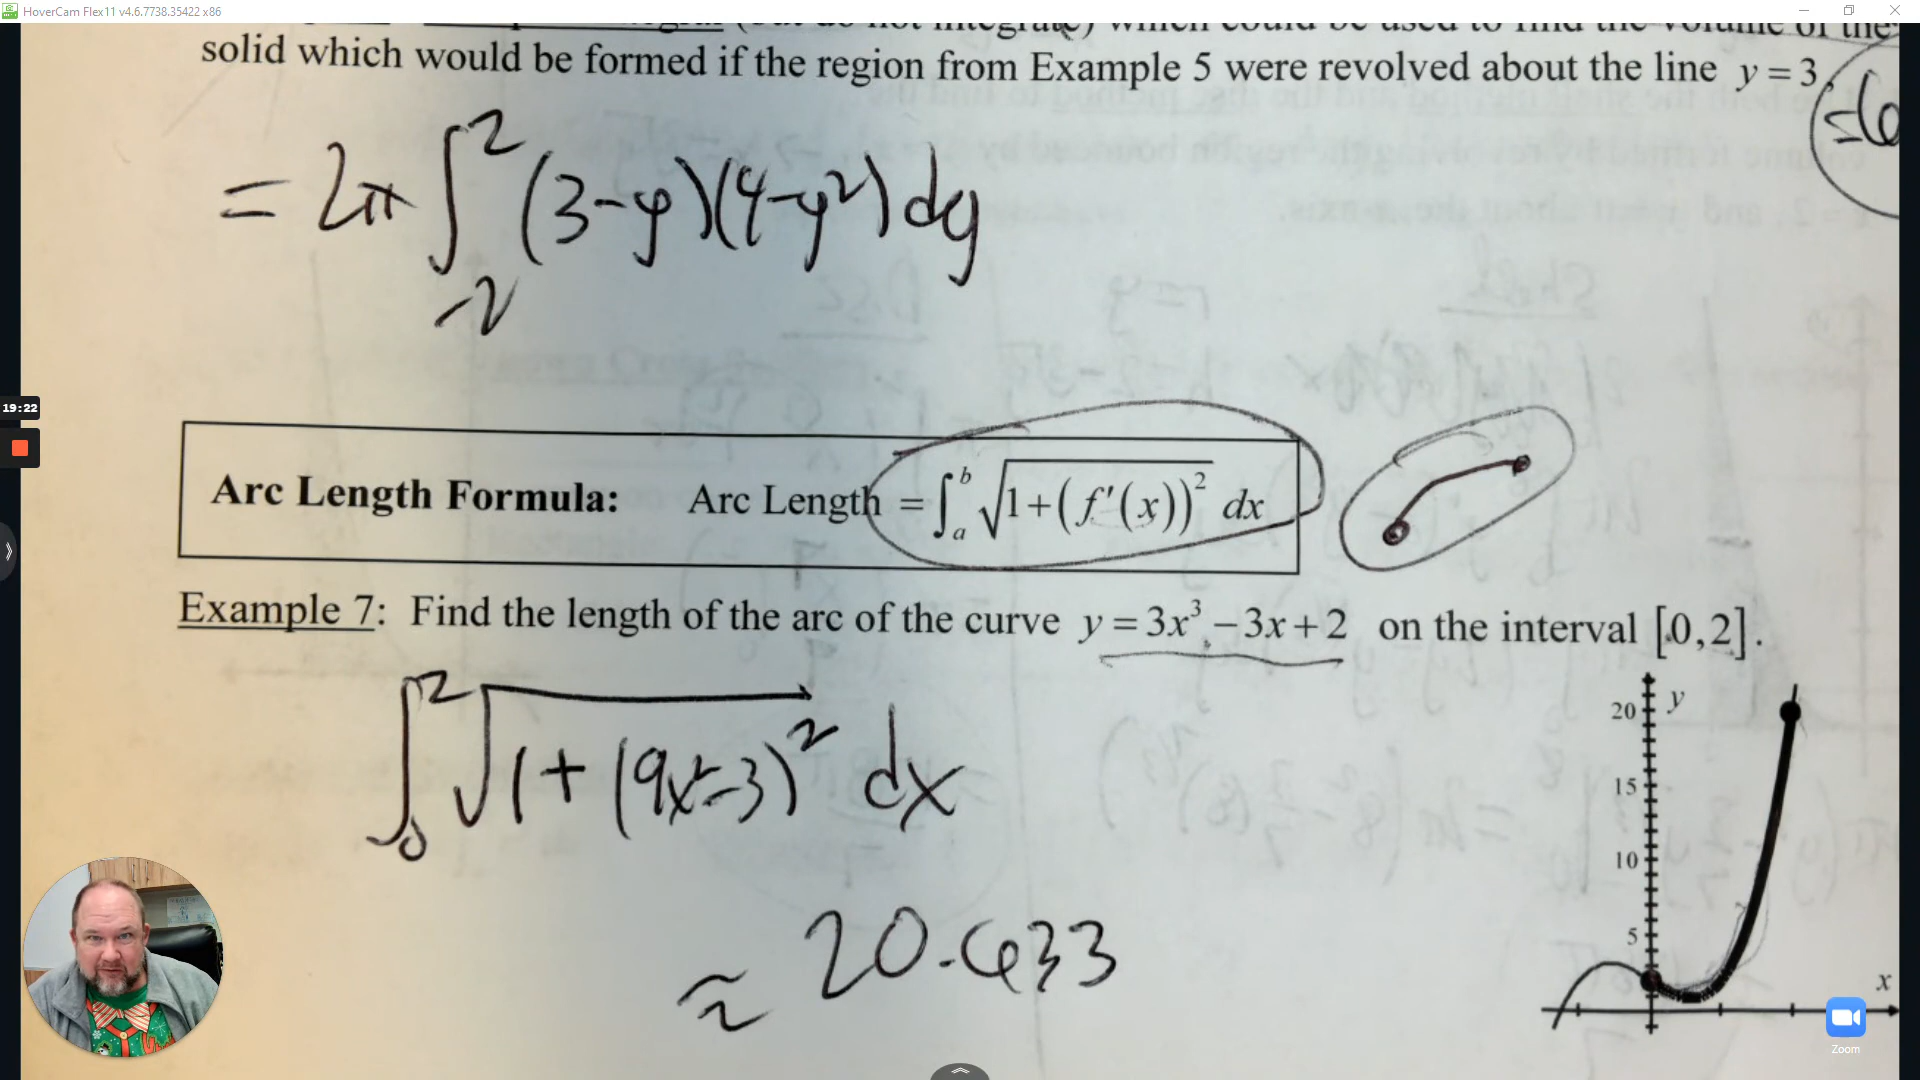 HoverCam Flex11 v4.6.7738.35422 x86
solid which would be formed if the region from Example 5 were revolved about the line y = 3.
= 2π ∫_{-2}^{2} (3-y)(4-y²) dy
19:22
Arc Length Formula: Arc Length = ∫_a^b √(1+(f'(x))²) dx
Example 7: Find the length of the arc of the curve y = 3x³ - 3x + 2 on the interval [0,2].
∫_0^2 √(1 + (9x²-3)²) dx
≈ 20.633
20 y
15
10
5
x
Zoom